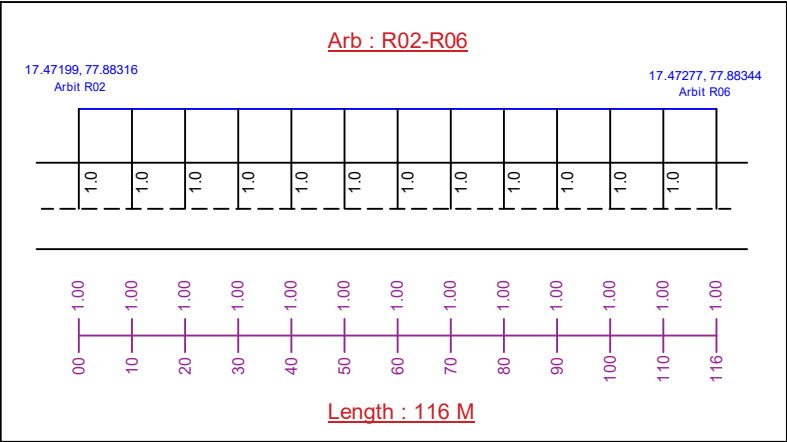 Arb : R02-R06
17.47199, 77.88316
Arbit R02
17.47277, 77.88344
Arbit R06
1.0 1.0 1.0 1.0 1.0 1.0 1.0 1.0 1.0 1.0 1.0 1.0
1.00 1.00 1.00 1.00 1.00 1.00 1.00 1.00 1.00 1.00 1.00 1.00 1.00
00 10 20 30 40 50 60 70 80 90 100 110 116
Length : 116 M